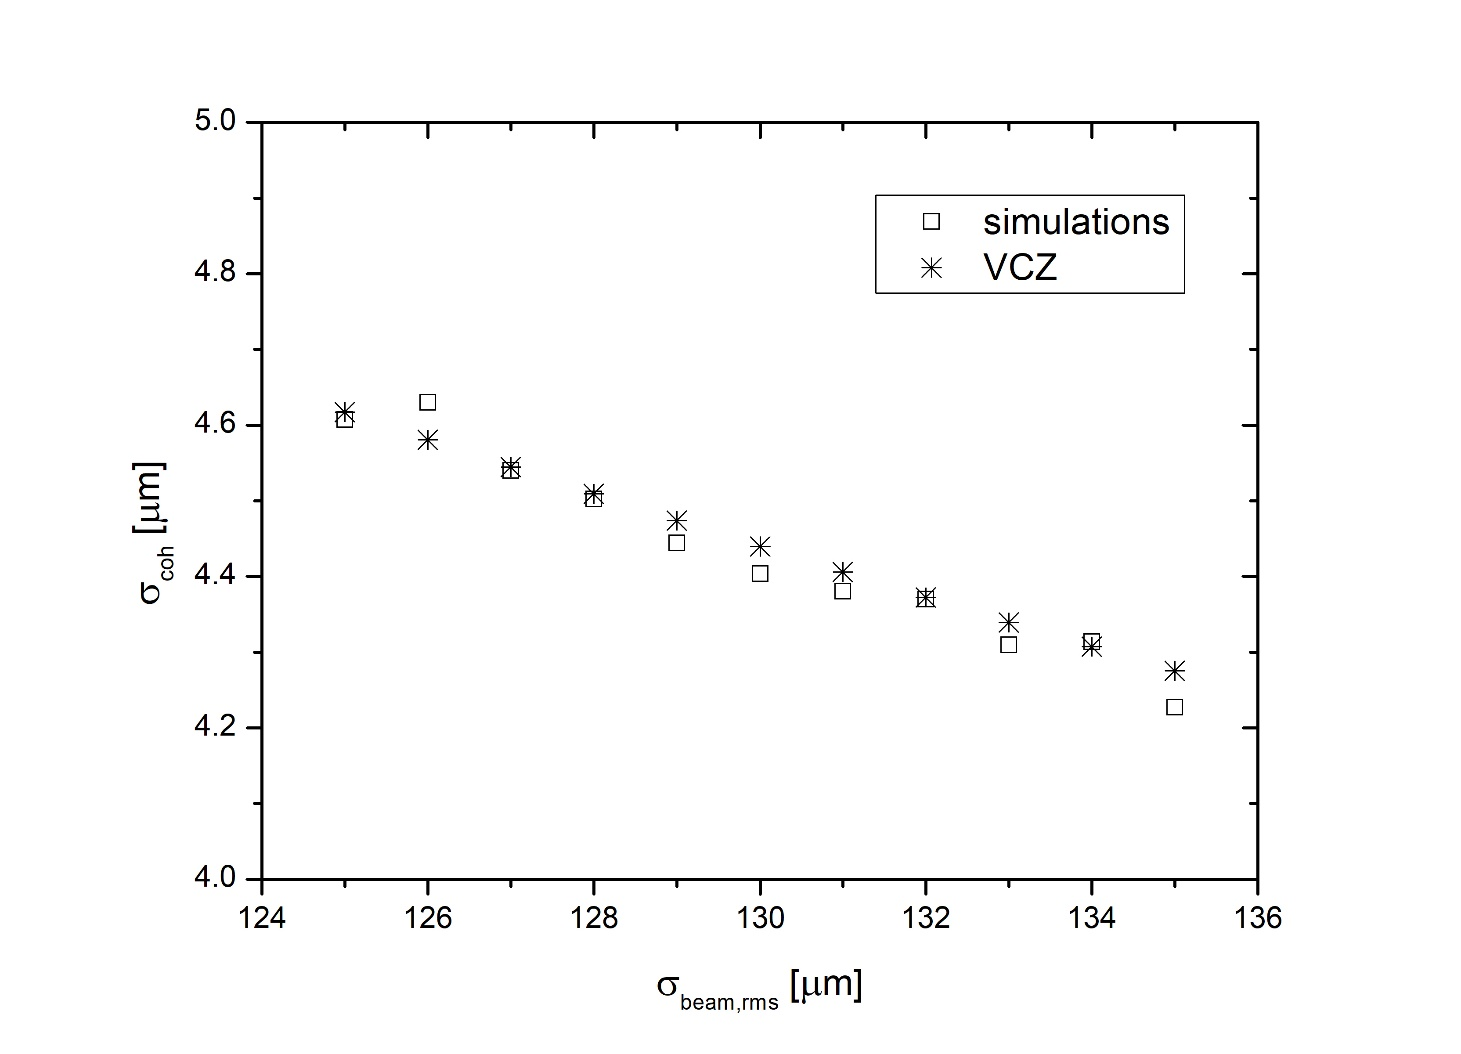 5.0
simulations
VCZ
4.8
4.6
σcoh [μm]
4.4
4.2
4.0
124 126 128 130 132 134 136
σbeam,rms [μm]